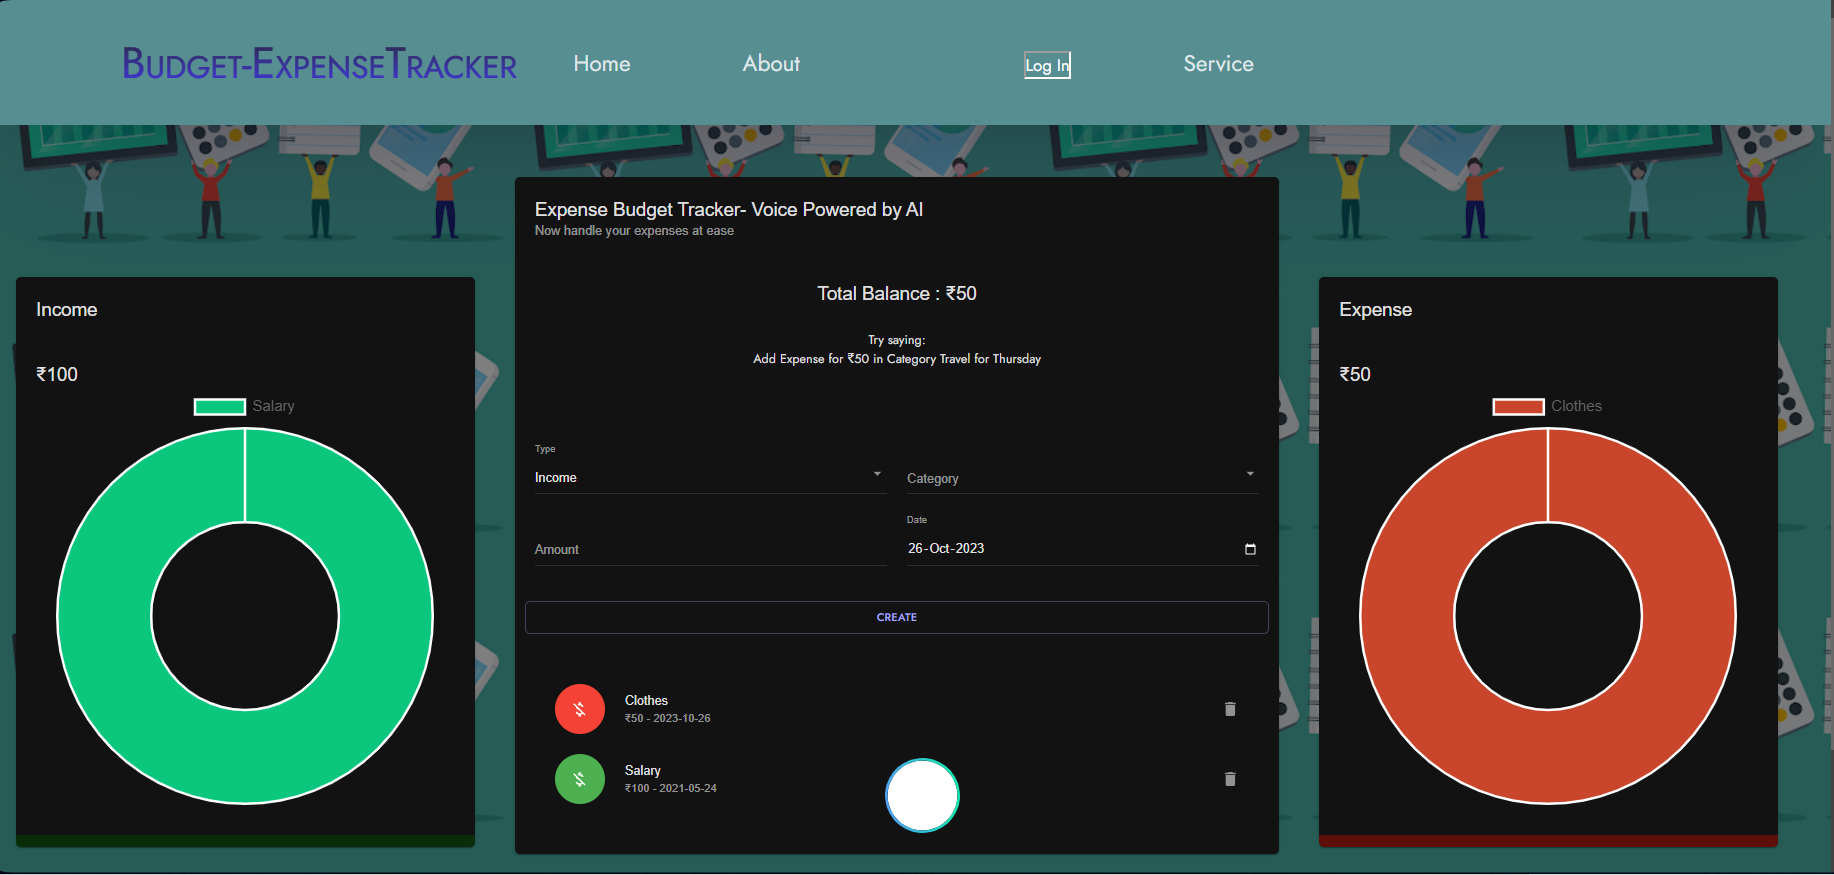 Budget-ExpenseTracker
Home
About
Log In
Service
Expense Budget Tracker- Voice Powered by AI
Now handle your expenses at ease
Total Balance : ₹50
Try saying:
Add Expense for ₹50 in Category Travel for Thursday
Income
₹100
Salary
Type
Income
Category
Amount
Date
26-Oct-2023
CREATE
Clothes
₹50 - 2023-10-26
Salary
₹100 - 2021-05-24
Expense
₹50
Clothes